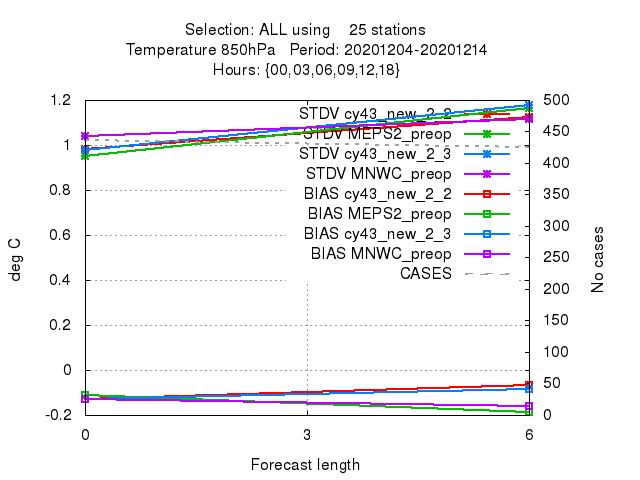 Selection: ALL using 25 stations
Temperature 850hPa Period: 20201204-20201214
Hours: {00,03,06,09,12,18}
1.2
1
0.8
0.6
0.4
0.2
0
-0.2
deg C
500
450
400
350
300
250
200
150
100
50
0
No cases
STDV cy43_new_2_2
STDV MEPS2_preop
STDV cy43_new_2_3
STDV MNWC_preop
BIAS cy43_new_2_2
BIAS MEPS2_preop
BIAS cy43_new_2_3
BIAS MNWC_preop
CASES
0 3 6
Forecast length